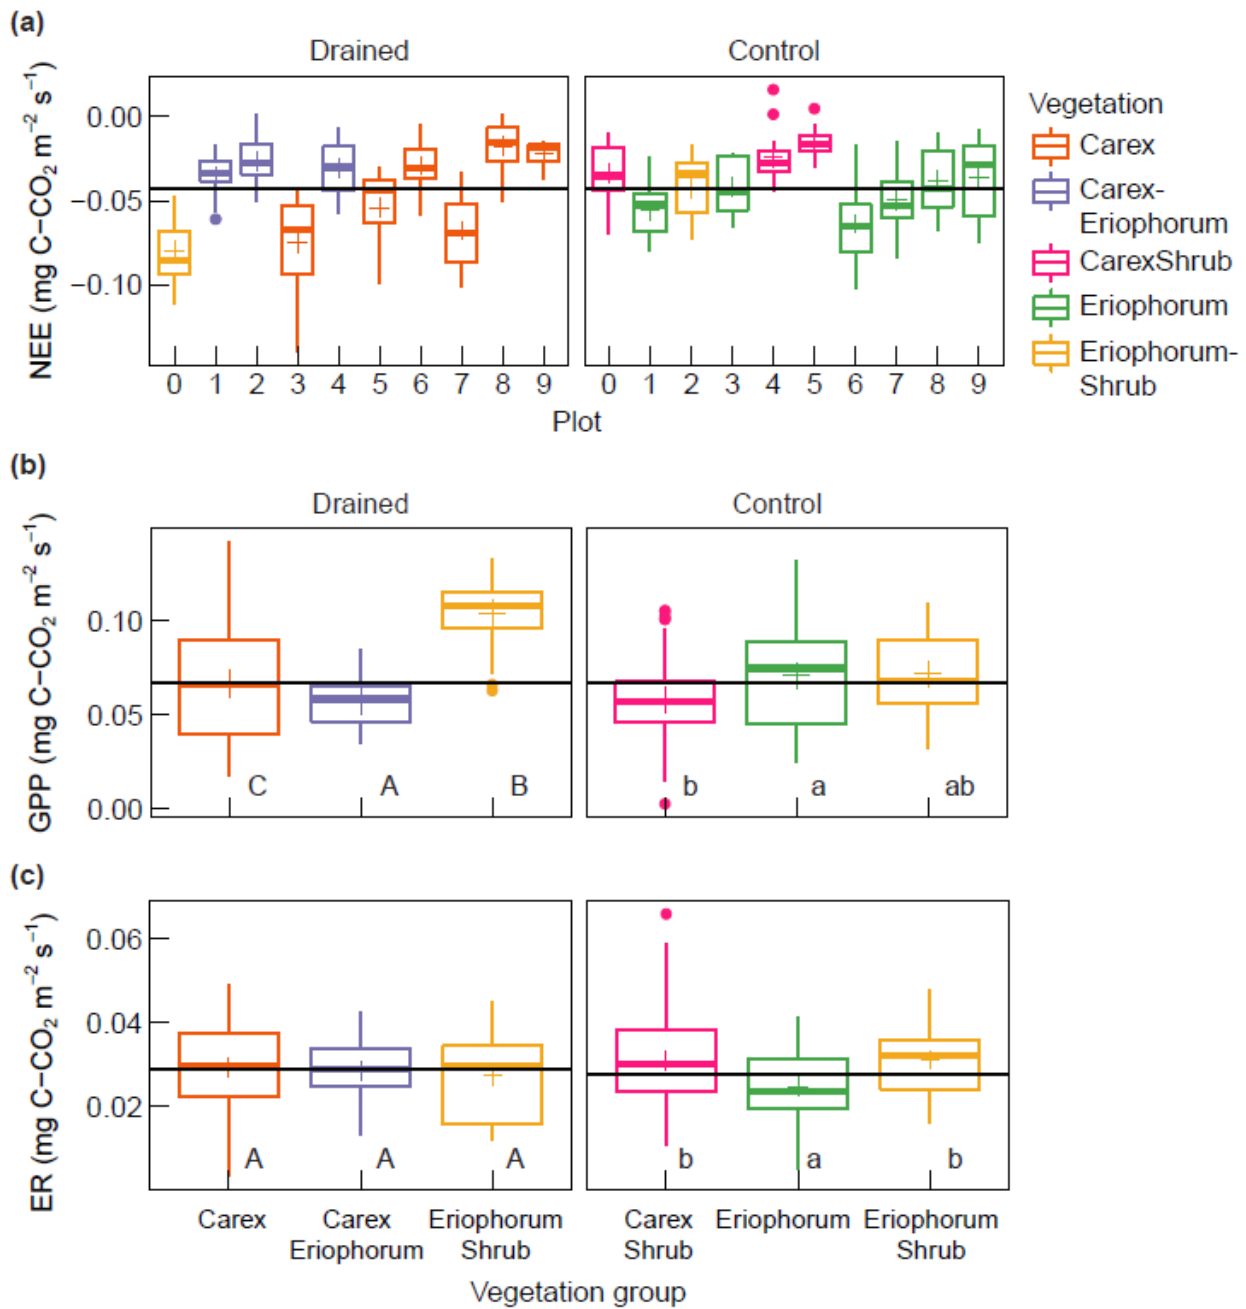 (a)
Drained
Control
NEE (mg C−CO₂ m⁻² s⁻¹)
0.00
−0.05
−0.10
0 1 2 3 4 5 6 7 8 9
0 1 2 3 4 5 6 7 8 9
Plot
Vegetation
Carex
Carex-
Eriophorum
CarexShrub
Eriophorum
Eriophorum-
Shrub
(b)
Drained
Control
GPP (mg C−CO₂ m⁻² s⁻¹)
0.10
0.05
0.00
C A B
b a ab
(c)
ER (mg C−CO₂ m⁻² s⁻¹)
0.06
0.04
0.02
A A A
b a b
Carex
Carex
Eriophorum
Eriophorum
Shrub
Carex
Shrub
Eriophorum
Eriophorum
Shrub
Vegetation group